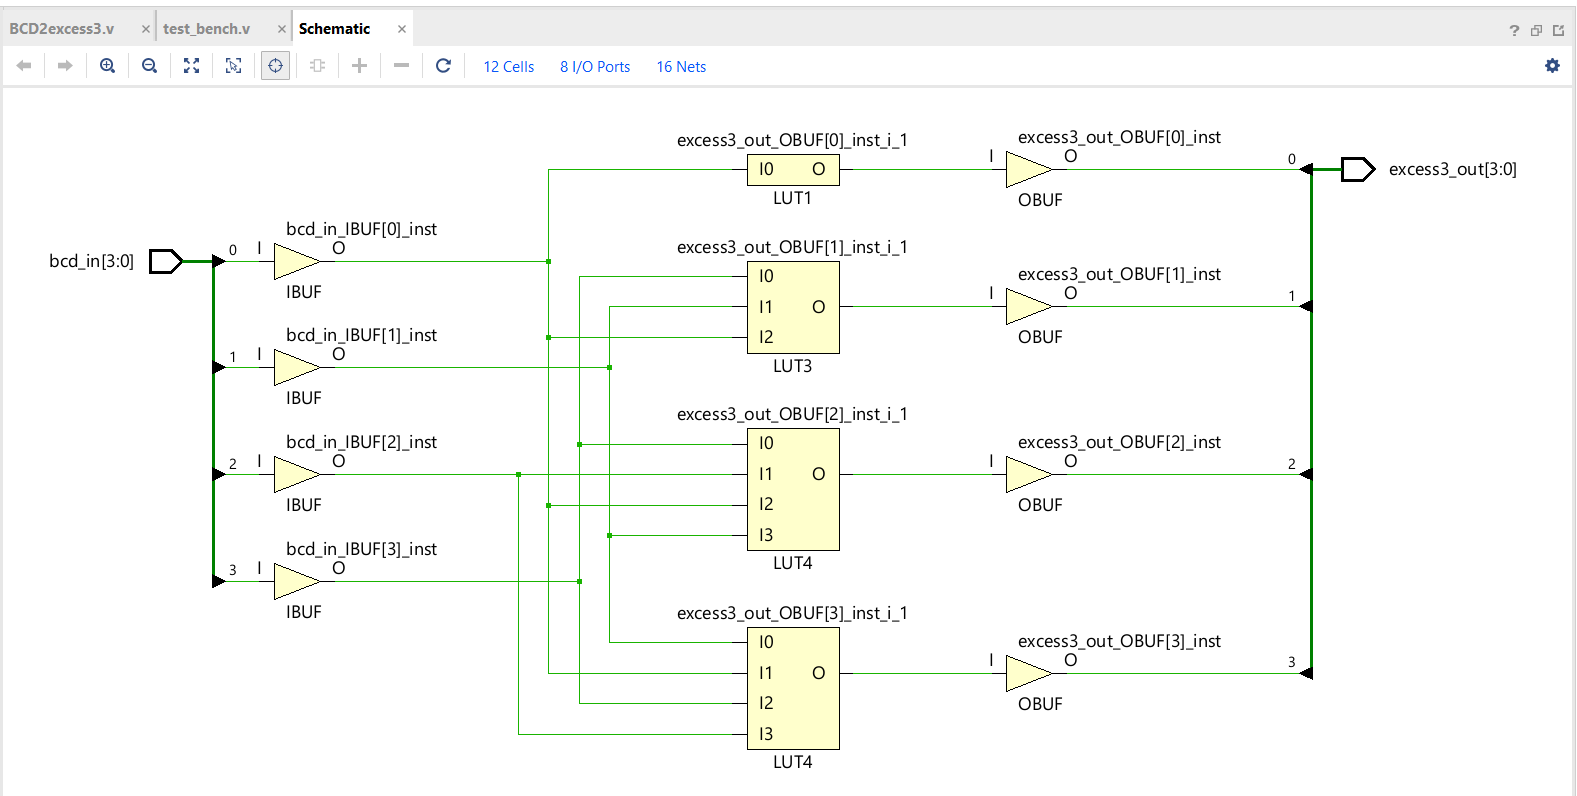 BCD2excess3.v × test_bench.v × Schematic ×
12 Cells 8 I/O Ports 16 Nets
bcd_in[3:0]
0 I bcd_in_IBUF[0]_inst O
IBUF
1 I bcd_in_IBUF[1]_inst O
IBUF
2 I bcd_in_IBUF[2]_inst O
IBUF
3 I bcd_in_IBUF[3]_inst O
IBUF
excess3_out_OBUF[0]_inst_i_1
I0 O
LUT1
excess3_out_OBUF[1]_inst_i_1
I0
I1 O
I2
LUT3
excess3_out_OBUF[2]_inst_i_1
I0
I1 O
I2
I3
LUT4
excess3_out_OBUF[3]_inst_i_1
I0
I1 O
I2
I3
LUT4
excess3_out_OBUF[0]_inst
I O 0
OBUF
excess3_out_OBUF[1]_inst
I O 1
OBUF
excess3_out_OBUF[2]_inst
I O 2
OBUF
excess3_out_OBUF[3]_inst
I O 3
OBUF
excess3_out[3:0]